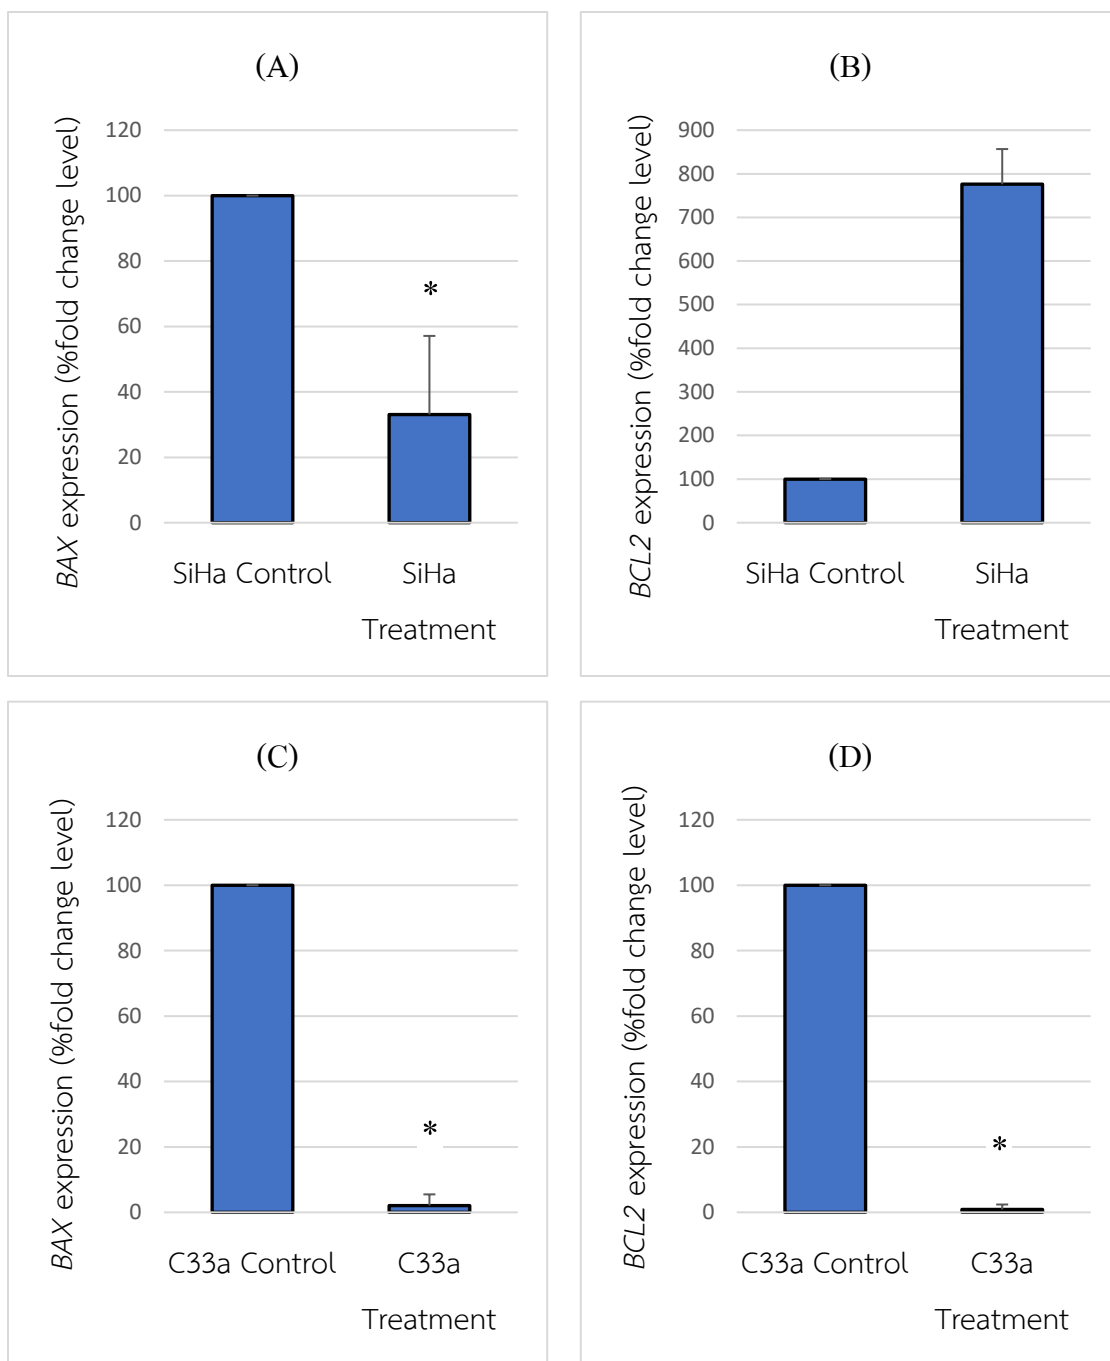 (A)
BAX expression (%fold change level)
120
100
80
60
40
20
0
*
SiHa Control
SiHa
Treatment
(B)
BCL2 expression (%fold change level)
900
800
700
600
500
400
300
200
100
0
SiHa Control
SiHa
Treatment
(C)
BAX expression (%fold change level)
120
100
80
60
40
20
0
*
C33a Control
C33a
Treatment
(D)
BCL2 expression (%fold change level)
120
100
80
60
40
20
0
*
C33a Control
C33a
Treatment